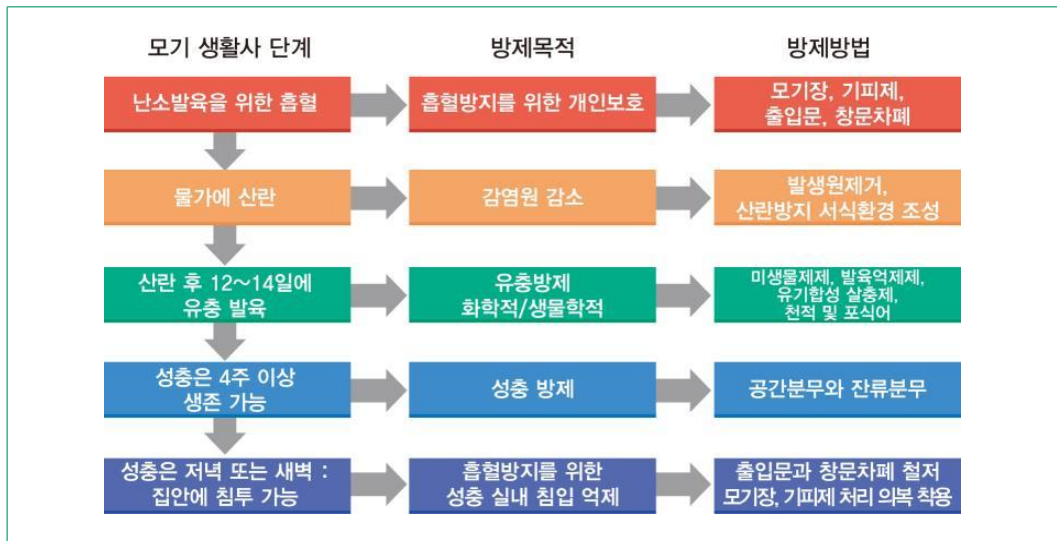 모기 생활사 단계
방제목적
방제방법
난소발육을 위한 흡혈
흡혈방지를 위한 개인보호
모기장, 기피제,
출입문, 창문차폐
물가에 산란
감염원 감소
발생원제거,
산란방지 서식환경 조성
산란 후 12～14일에
유충 발육
유충방제
화학적/생물학적
미생물제제, 발육억제제,
유기합성 살충제,
천적 및 포식어
성충은 4주 이상
생존 가능
성충 방제
공간분무와 잔류분무
성충은 저녁 또는 새벽 :
집안에 침투 가능
흡혈방지를 위한
성충 실내 침입 억제
출입문과 창문차폐 철저
모기장, 기피제 처리 의복 착용